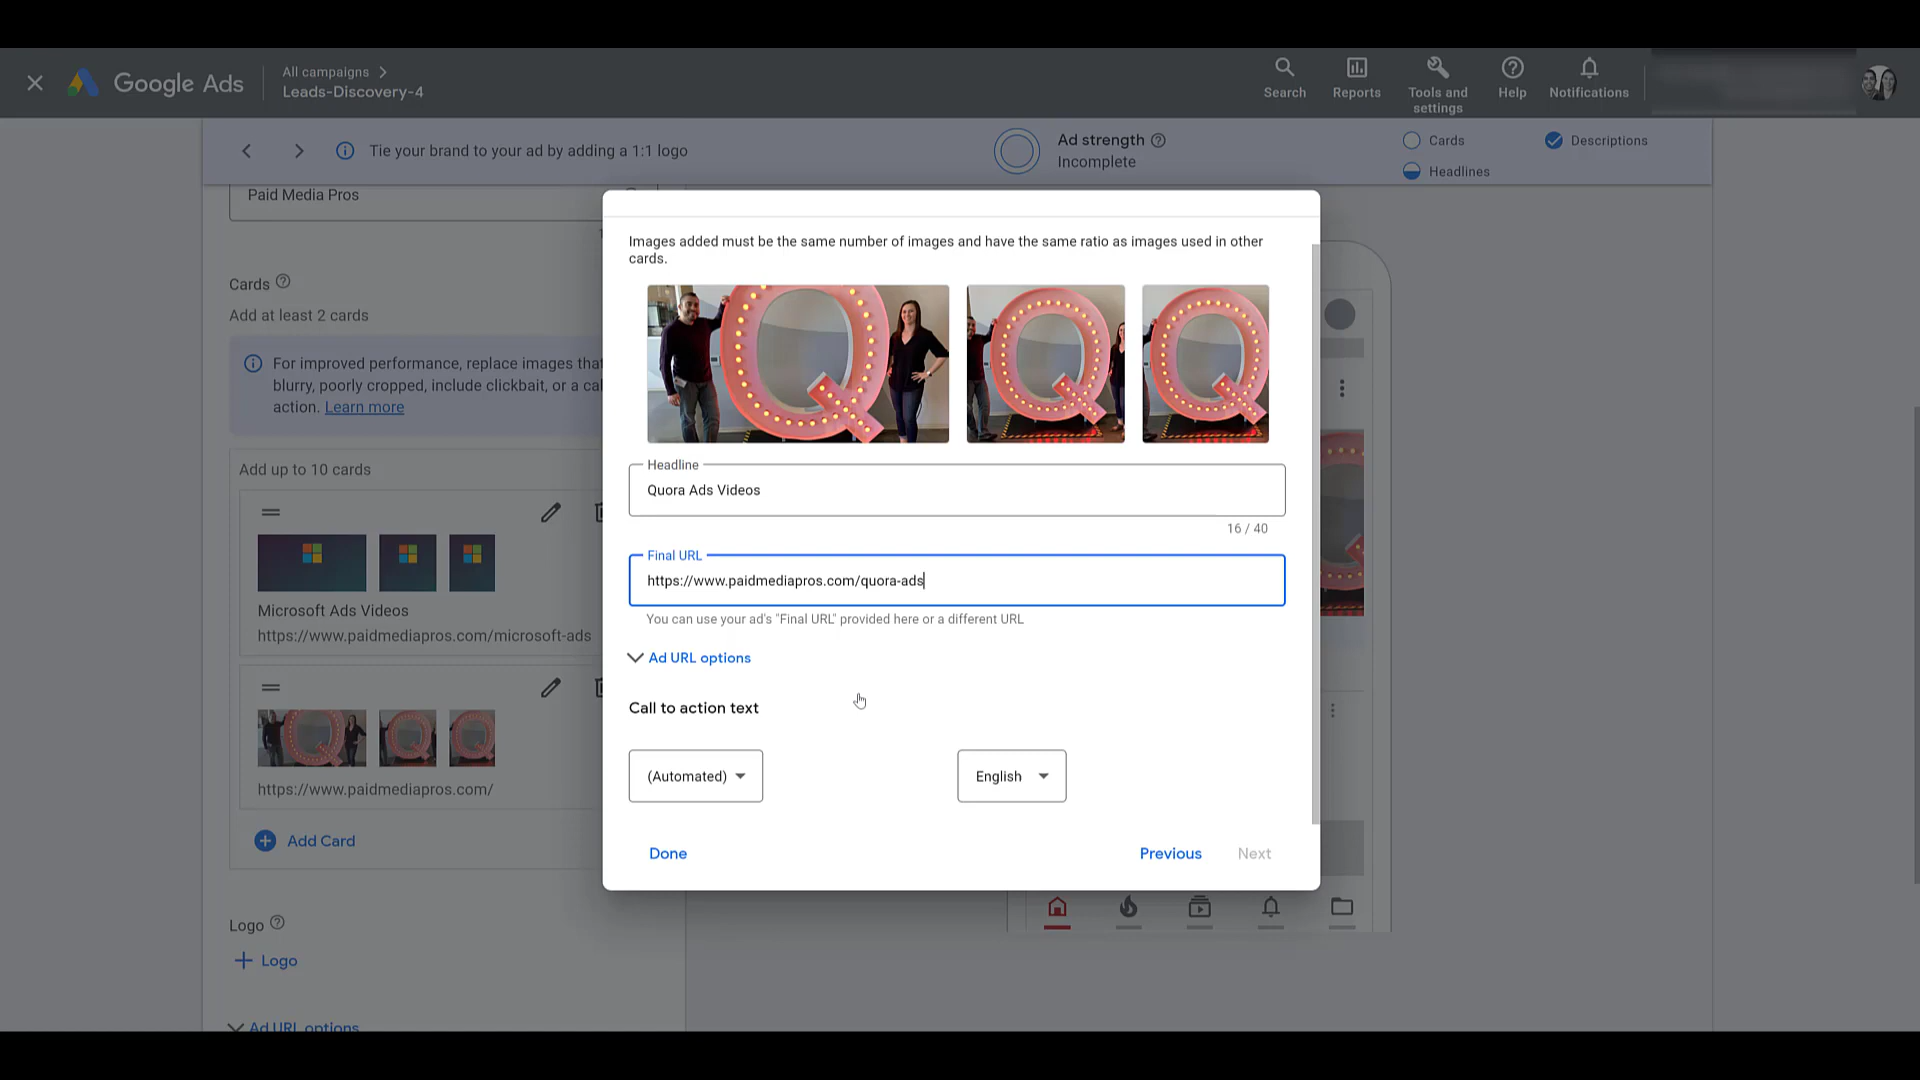 Google Ads
All campaigns
Leads-Discovery-4
Search
Reports
Tools and
settings
Help
Notifications
Tie your brand to your ad by adding a 1:1 logo
Ad strength
Incomplete
Cards
Descriptions
Headlines
Paid Media Pros
Cards
Add at least 2 cards
For improved performance, replace images that
blurry, poorly cropped, include clickbait, or a
action. Learn more
Add up to 10 cards
Microsoft Ads Videos
https://www.paidmediapros.com/microsoft-ads
https://www.paidmediapros.com/
Add Card
Logo
Logo
Ad URL options
Images added must be the same number of images and have the same ratio as images used in other
cards.
Headline
Quora Ads Videos
16 / 40
Final URL
https://www.paidmediapros.com/quora-ads
You can use your ad's "Final URL" provided here or a different URL
Ad URL options
Call to action text
(Automated)
English
Done
Previous
Next